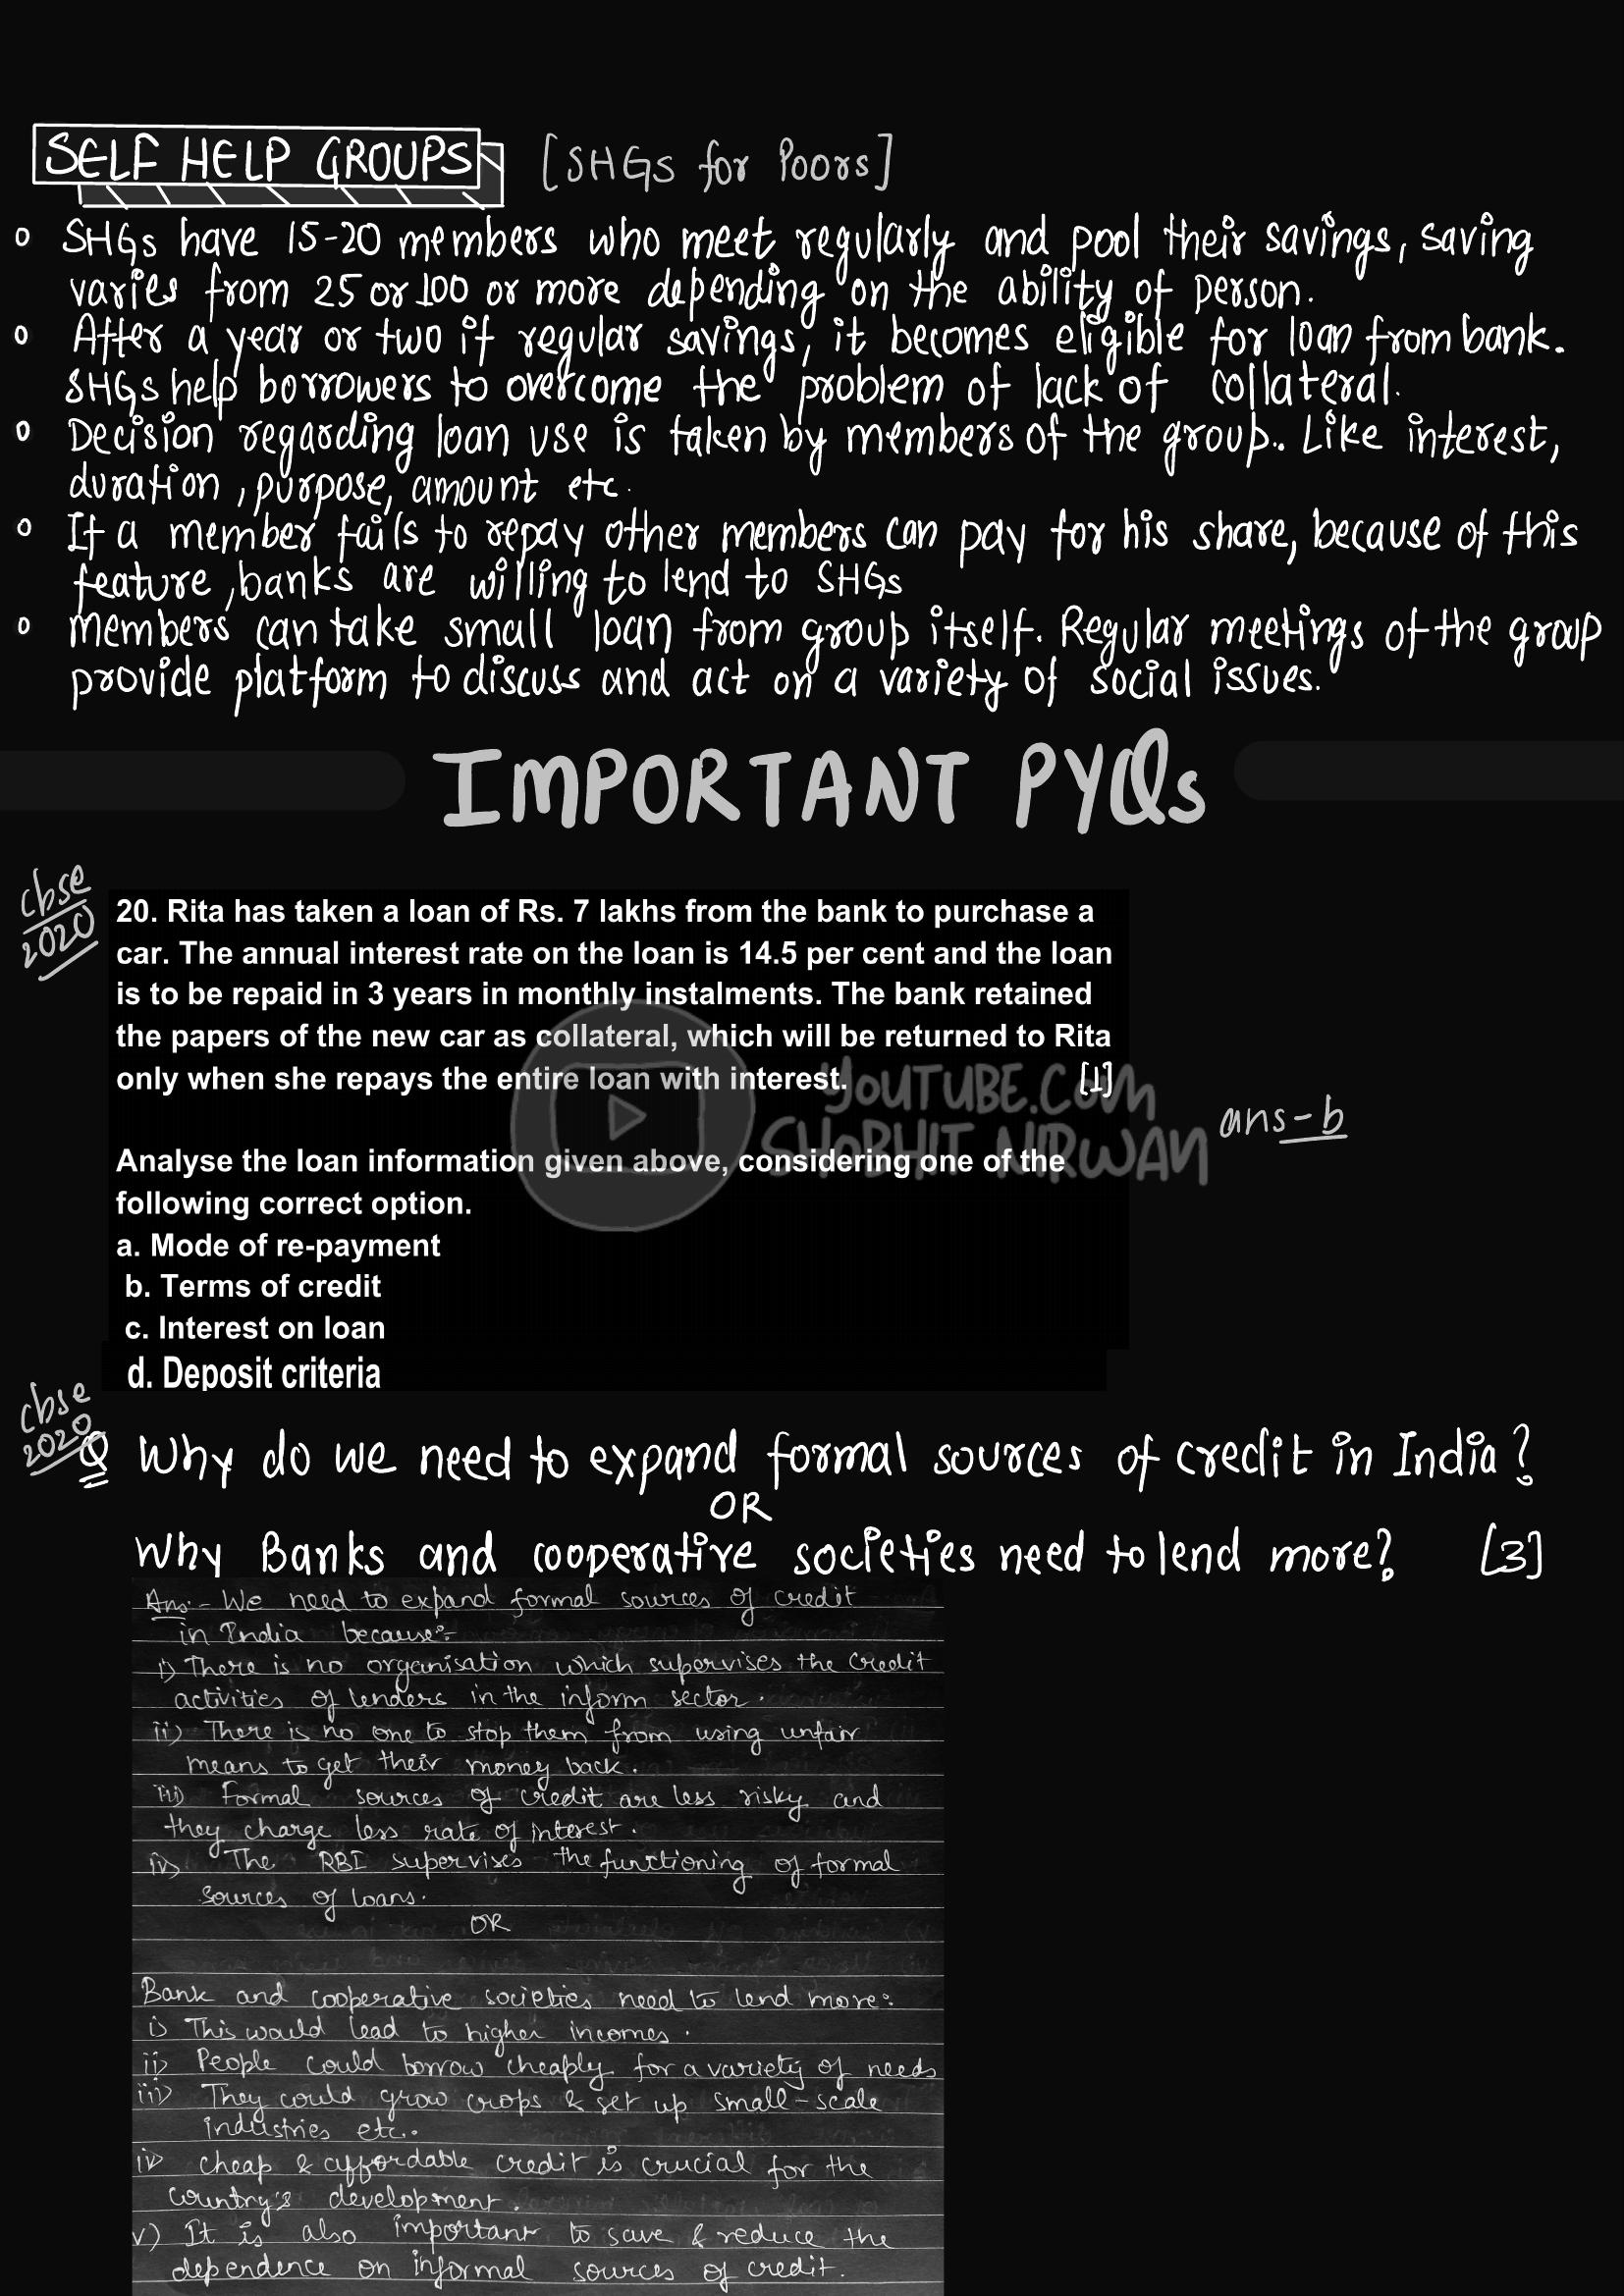 SELF HELP GROUPS [SHGs for Poors]
SHGs have 15-20 members who meet regularly and pool their savings, saving
varies from 25 or 100 or more depending on the ability of person.
After a year or two if regular savings, it becomes eligible for loan from bank.
SHGs help borrowers to overcome the problem of lack of collateral.
Decision regarding loan use is taken by members of the group.. Like interest,
duration, purpose, amount etc.
If a member fails to repay other members can pay for his share, because of this
feature, banks are willing to lend to SHGs
members can take small loan from group itself. Regular meetings of the group
provide platform to discuss and act on a variety of social issues.
IMPORTANT PYQs
cbse
2020
20. Rita has taken a loan of Rs. 7 lakhs from the bank to purchase a
car. The annual interest rate on the loan is 14.5 per cent and the loan
is to be repaid in 3 years in monthly instalments. The bank retained
the papers of the new car as collateral, which will be returned to Rita
only when she repays the entire loan with interest. [1]
YOUTUBE.COM
SHOBHIT NIRWAN
ans-b
Analyse the loan information given above, considering one of the
following correct option.
a. Mode of re-payment
b. Terms of credit
c. Interest on loan
d. Deposit criteria
cbse
2020
Q Why do we need to expand formal sources of credit in India?
OR
Why Banks and cooperative societies need to lend more? [3]
Ans:- We need to expand formal sources of credit
in India because:-
i) There is no organisation which supervises the credit
activities of lenders in the inform sector.
ii) There is no one to stop them from using unfair
means to get their money back.
iii) Formal sources of credit are less risky and
they charge less rate of interest.
iv) The RBI supervises the functioning of formal
sources of loans.
OR
Bank and cooperative societies need to lend more:
i) This would lead to higher incomes.
ii) People could borrow cheaply for a variety of needs
iii) They could grow crops & set up small-scale
industries etc..
iv) cheap & affordable credit is crucial for the
country's development.
v) It is also important to save & reduce the
dependence on informal sources of credit.